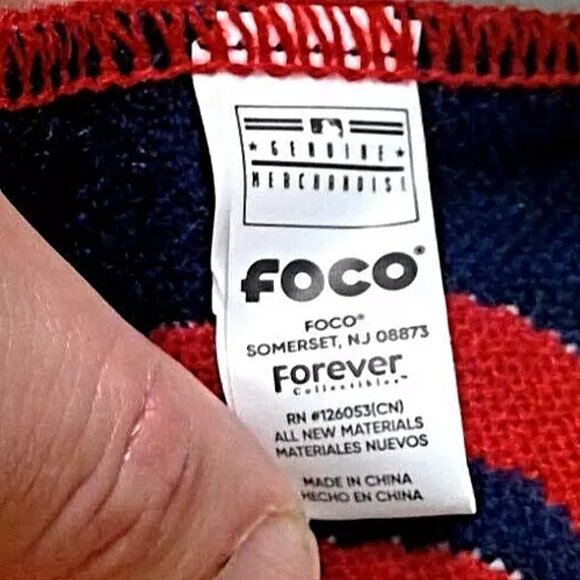 ★ GENUINE ★
MERCHANDISE
FOCO®
FOCO®
SOMERSET, NJ 08873
Forever
Collectibles™
RN #126053(CN)
ALL NEW MATERIALS
MATERIALES NUEVOS
MADE IN CHINA
HECHO EN CHINA